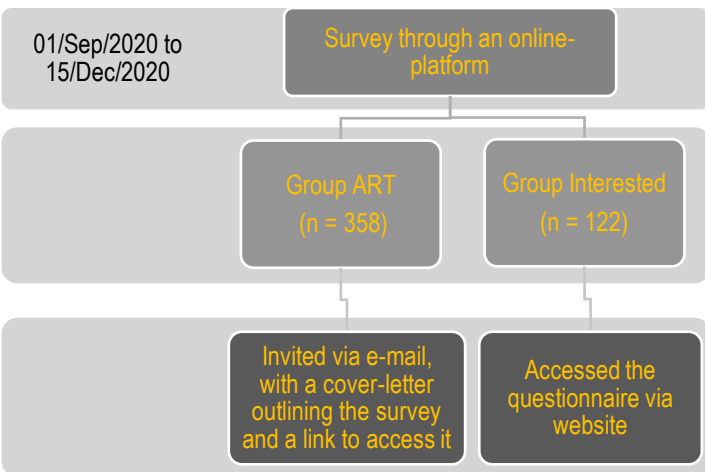 01/Sep/2020 to
15/Dec/2020
Survey through an online-
platform
Group ART
(n = 358)
Group Interested
(n = 122)
Invited via e-mail,
with a cover-letter
outlining the survey
and a link to access it
Accessed the
questionnaire via
website